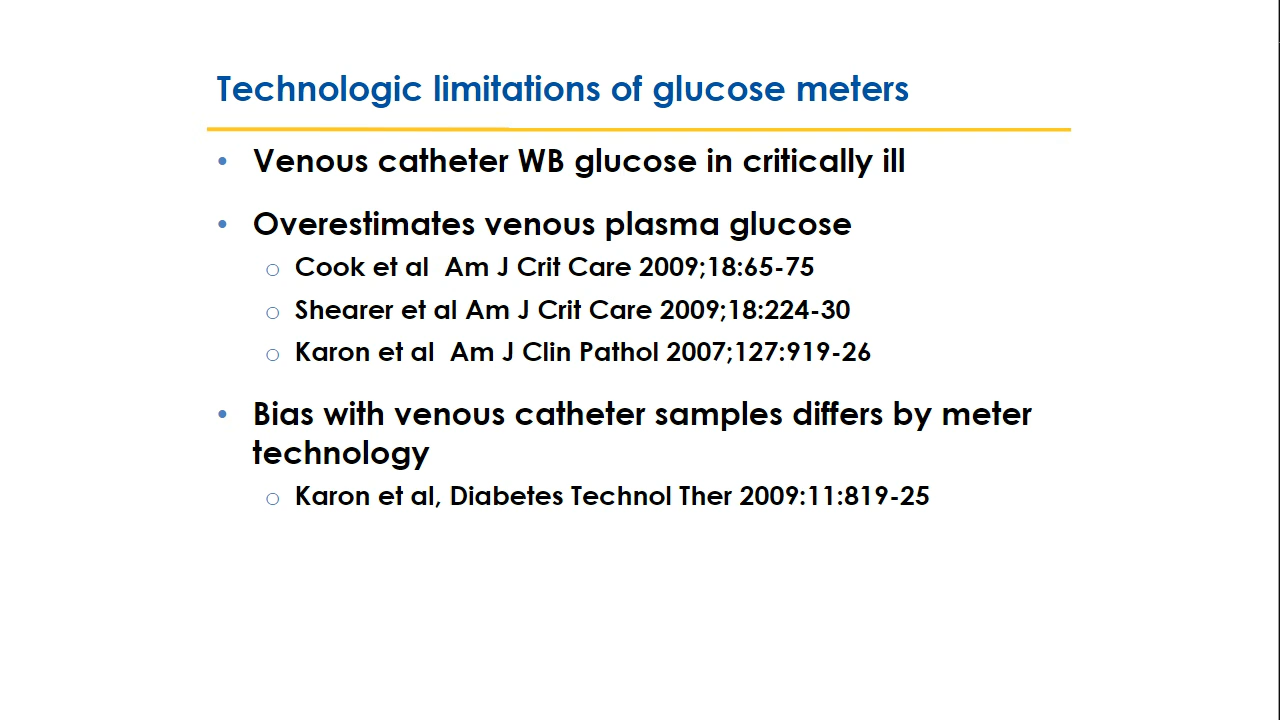 Technologic limitations of glucose meters
• Venous catheter WB glucose in critically ill
• Overestimates venous plasma glucose
○ Cook et al  Am J Crit Care 2009;18:65-75
○ Shearer et al Am J Crit Care 2009;18:224-30
○ Karon et al  Am J Clin Pathol 2007;127:919-26
• Bias with venous catheter samples differs by meter
technology
○ Karon et al, Diabetes Technol Ther 2009:11:819-25